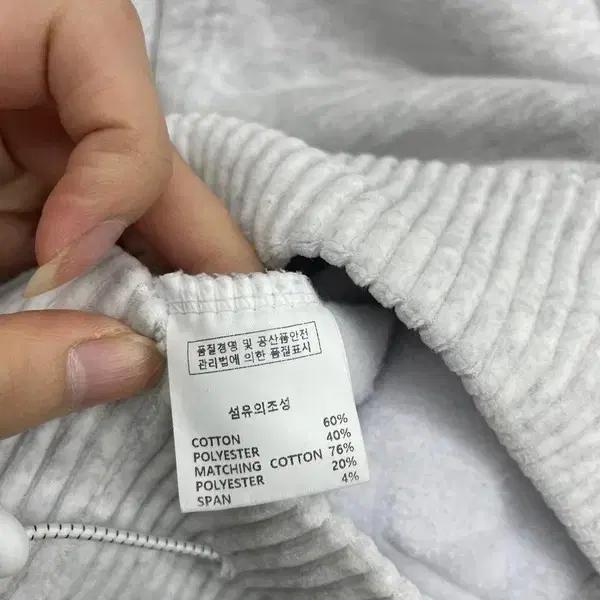 품질경영 및 공산품안전
관리법에 의한 품질표시
섬유의조성
COTTON 60%
POLYESTER 40%
MATCHING COTTON 76%
POLYESTER 20%
SPAN 4%